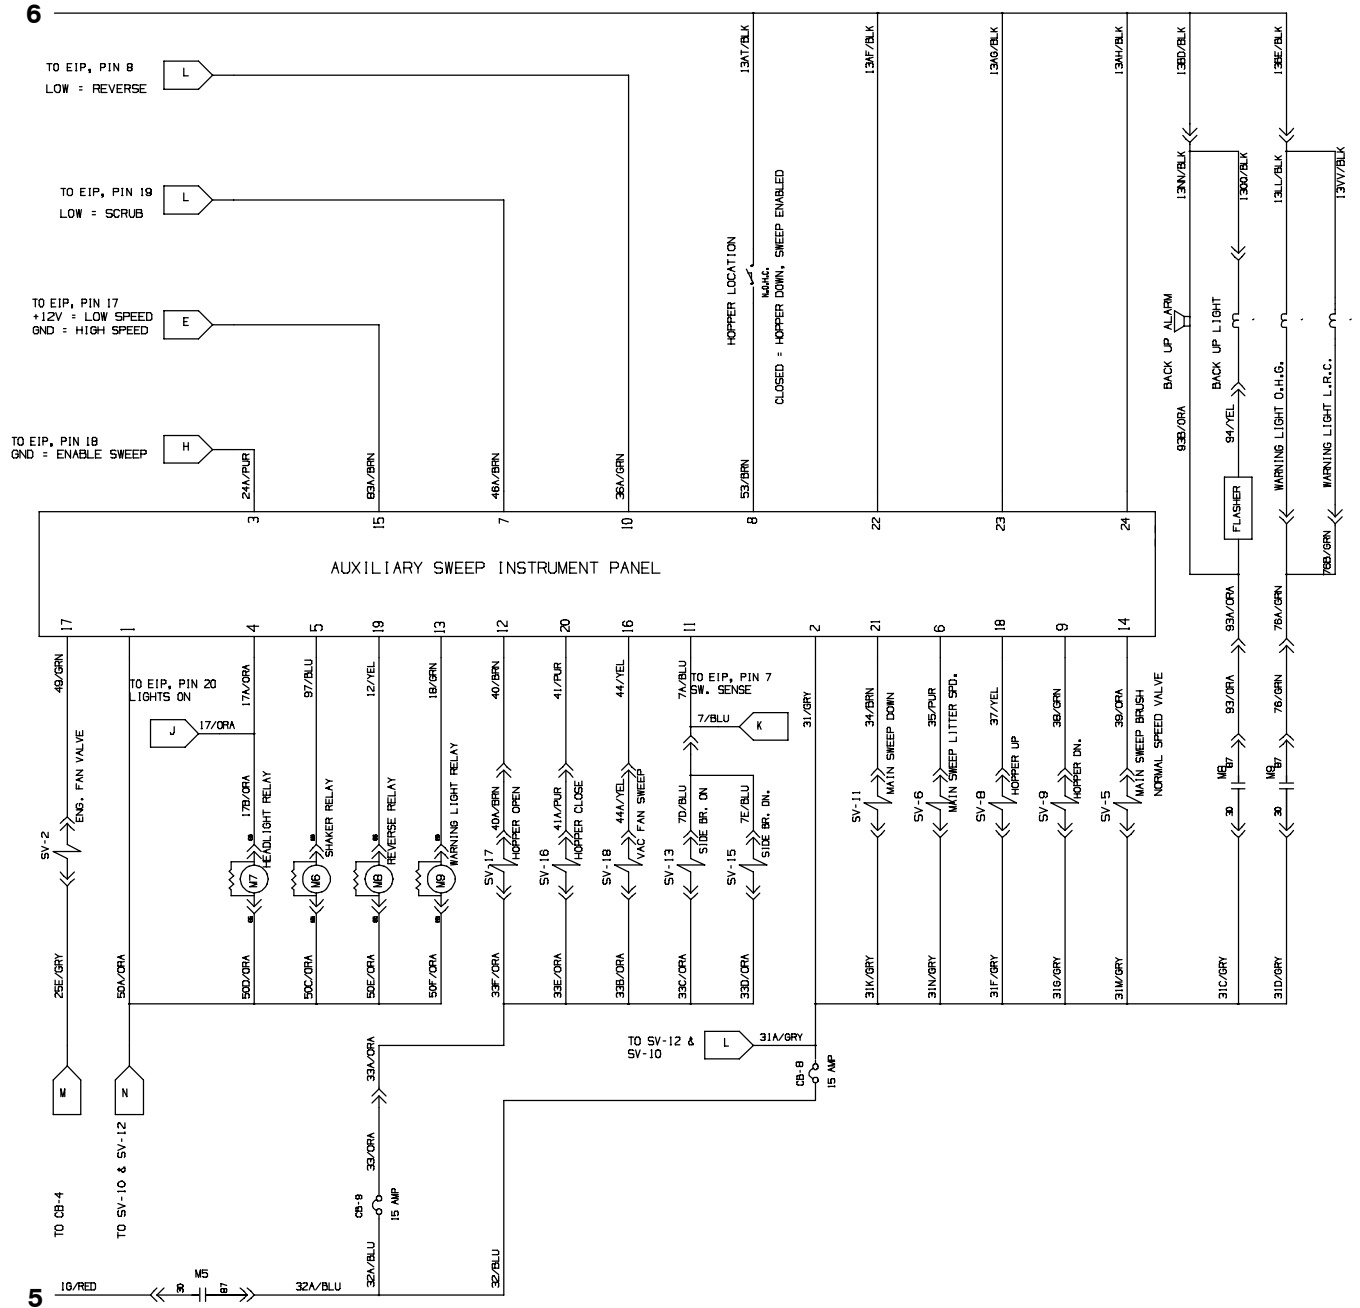 6
TO EIP, PIN 8
LOW = REVERSE
L
TO EIP, PIN 19
LOW = SCRUB
L
TO EIP, PIN 17
+12V = LOW SPEED
GND = HIGH SPEED
E
TO EIP, PIN 18
GND = ENABLE SWEEP
H
24A/PUR
83A/BRN
46A/BRN
36A/GRN
53/BRN
13AT/BLK
13AF/BLK
13AG/BLK
13AH/BLK
13BD/BLK
13BE/BLK
13NN/BLK
13OO/BLK
13LL/BLK
13VV/BLK
HOPPER LOCATION
N.O.H.C.
CLOSED = HOPPER DOWN, SWEEP ENABLED
BACK UP ALARM
BACK UP LIGHT
WARNING LIGHT O.H.G.
WARNING LIGHT L.R.C.
93B/ORA
94/YEL
FLASHER
76B/GRN
3
15
7
10
8
22
23
24
AUXILIARY SWEEP INSTRUMENT PANEL
17
1
4
5
19
13
12
20
16
11
2
21
6
18
9
14
93A/ORA
76A/GRN
49/GRN
TO EIP, PIN 20
LIGHTS ON
J
17/ORA
17A/ORA
97/BLU
12/YEL
18/GRN
40/BRN
41/PUR
44/YEL
7A/BLU
TO EIP, PIN 7
SW. SENSE
7/BLU
K
31/GRY
34/BRN
35/PUR
37/YEL
38/GRN
39/ORA
93/ORA
76/GRN
ENG. FAN VALVE
SV-2
17B/ORA
HEADLIGHT RELAY
SHAKER RELAY
REVERSE RELAY
WARNING LIGHT RELAY
M7
M6
M8
M9
40A/BRN
HOPPER OPEN
SV-17
41A/PUR
HOPPER CLOSE
SV-16
44A/YEL
VAC FAN SWEEP
SV-18
7D/BLU
SIDE BR. ON
SV-13
7E/BLU
SIDE BR. DN.
SV-15
MAIN SWEEP DOWN
SV-11
MAIN SWEEP LITTER SPD.
SV-6
HOPPER UP
SV-8
HOPPER DN.
SV-9
MAIN SWEEP BRUSH
NORMAL SPEED VALVE
SV-5
M8
87
30
M9
87
30
25E/GRY
50A/ORA
50D/ORA
50C/ORA
50E/ORA
50F/ORA
33F/ORA
33E/ORA
33B/ORA
33C/ORA
33D/ORA
31K/GRY
31N/GRY
31F/GRY
31G/GRY
31M/GRY
31C/GRY
31D/GRY
TO SV-12 &
SV-10
L
31A/GRY
CB-8
15 AMP
33A/ORA
M
N
TO CB-4
TO SV-10 & SV-12
33/ORA
CB-9
15 AMP
32A/BLU
32/BLU
5
1G/RED
M5
30
87
32A/BLU